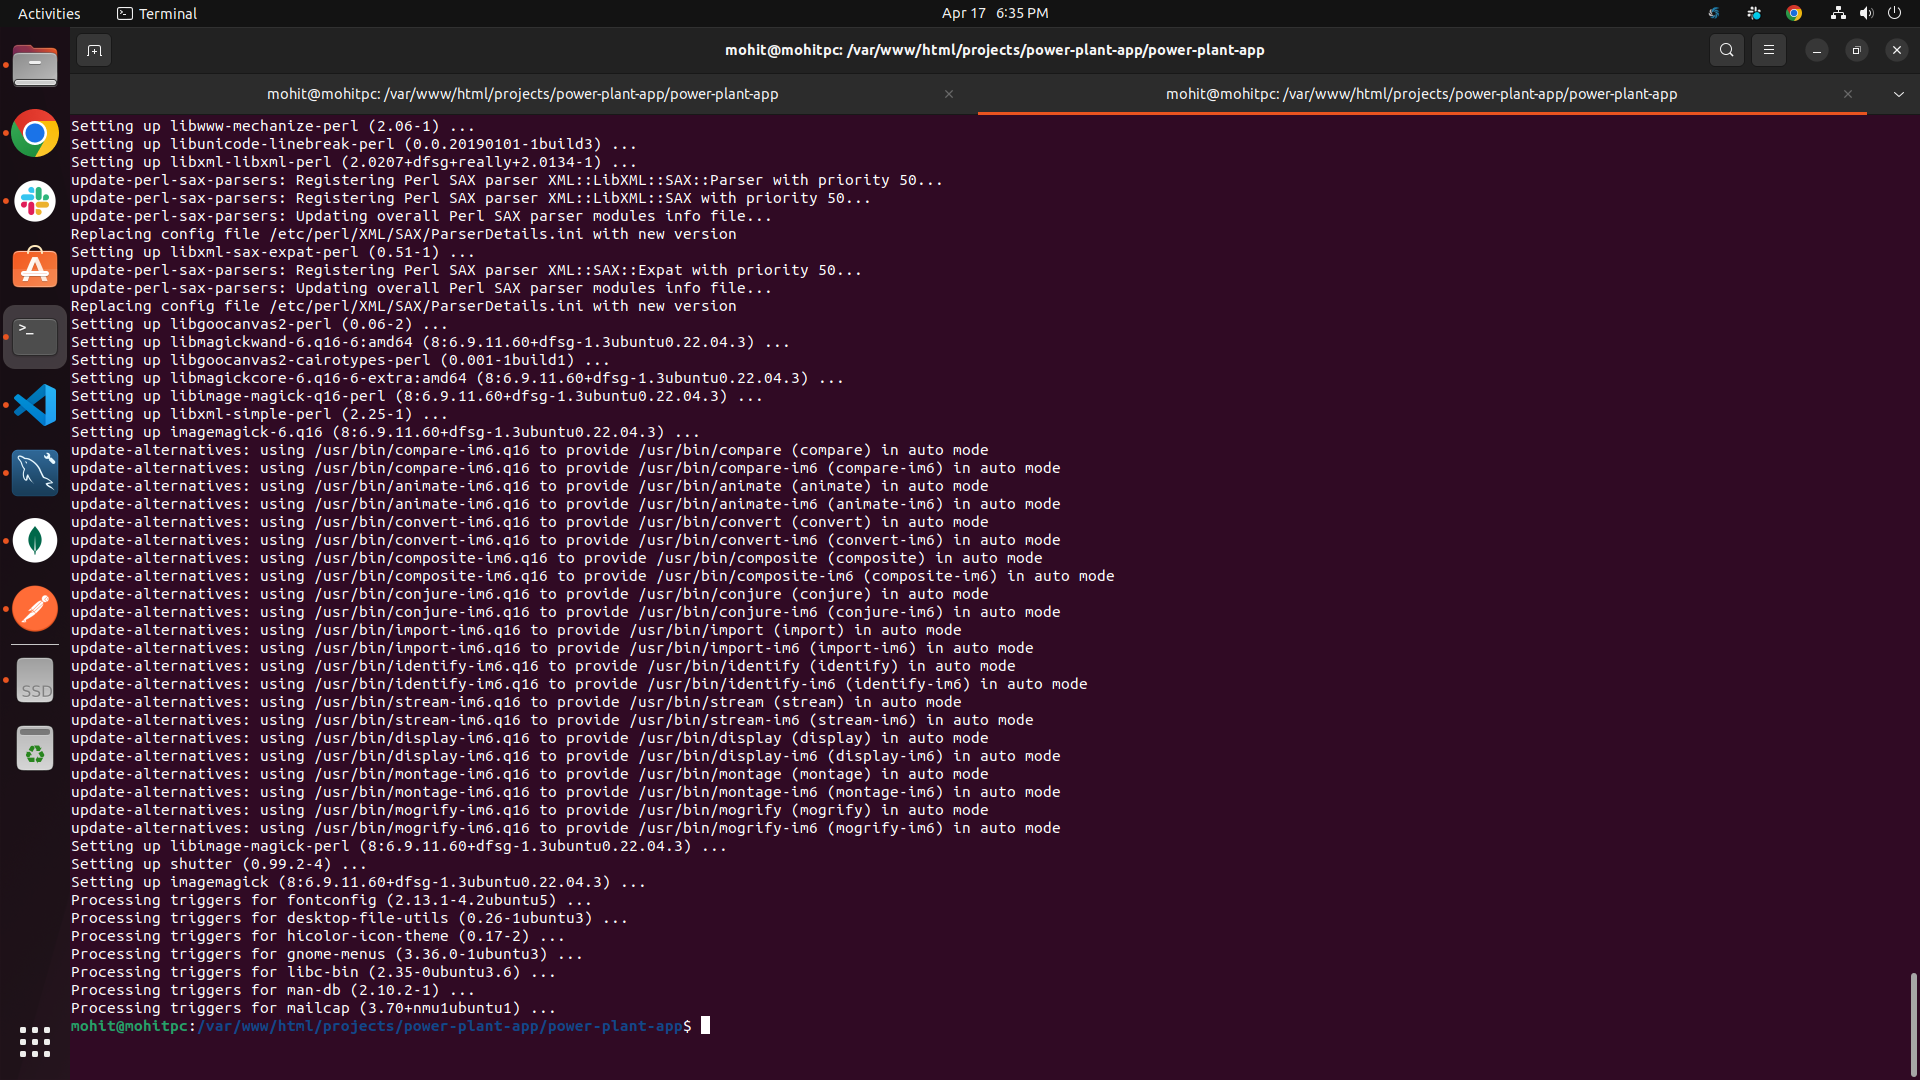 Activities
Terminal
Apr 17 6:35 PM
mohit@mohitpc: /var/www/html/projects/power-plant-app/power-plant-app
mohit@mohitpc: /var/www/html/projects/power-plant-app/power-plant-app
mohit@mohitpc: /var/www/html/projects/power-plant-app/power-plant-app
Setting up libwww-mechanize-perl (2.06-1) ...
Setting up libunicode-linebreak-perl (0.0.20190101-1build3) ...
Setting up libxml-libxml-perl (2.0207+dfsg+really+2.0134-1) ...
update-perl-sax-parsers: Registering Perl SAX parser XML::LibXML::SAX::Parser with priority 50...
update-perl-sax-parsers: Registering Perl SAX parser XML::LibXML::SAX with priority 50...
update-perl-sax-parsers: Updating overall Perl SAX parser modules info file...
Replacing config file /etc/perl/XML/SAX/ParserDetails.ini with new version
Setting up libxml-sax-expat-perl (0.51-1) ...
update-perl-sax-parsers: Registering Perl SAX parser XML::SAX::Expat with priority 50...
update-perl-sax-parsers: Updating overall Perl SAX parser modules info file...
Replacing config file /etc/perl/XML/SAX/ParserDetails.ini with new version
Setting up libgoocanvas2-perl (0.06-2) ...
Setting up libmagickwand-6.q16-6:amd64 (8:6.9.11.60+dfsg-1.3ubuntu0.22.04.3) ...
Setting up libgoocanvas2-cairotypes-perl (0.001-1build1) ...
Setting up libmagickcore-6.q16-6-extra:amd64 (8:6.9.11.60+dfsg-1.3ubuntu0.22.04.3) ...
Setting up libimage-magick-q16-perl (8:6.9.11.60+dfsg-1.3ubuntu0.22.04.3) ...
Setting up libxml-simple-perl (2.25-1) ...
Setting up imagemagick-6.q16 (8:6.9.11.60+dfsg-1.3ubuntu0.22.04.3) ...
update-alternatives: using /usr/bin/compare-im6.q16 to provide /usr/bin/compare (compare) in auto mode
update-alternatives: using /usr/bin/compare-im6.q16 to provide /usr/bin/compare-im6 (compare-im6) in auto mode
update-alternatives: using /usr/bin/animate-im6.q16 to provide /usr/bin/animate (animate) in auto mode
update-alternatives: using /usr/bin/animate-im6.q16 to provide /usr/bin/animate-im6 (animate-im6) in auto mode
update-alternatives: using /usr/bin/convert-im6.q16 to provide /usr/bin/convert (convert) in auto mode
update-alternatives: using /usr/bin/convert-im6.q16 to provide /usr/bin/convert-im6 (convert-im6) in auto mode
update-alternatives: using /usr/bin/composite-im6.q16 to provide /usr/bin/composite (composite) in auto mode
update-alternatives: using /usr/bin/composite-im6.q16 to provide /usr/bin/composite-im6 (composite-im6) in auto mode
update-alternatives: using /usr/bin/conjure-im6.q16 to provide /usr/bin/conjure (conjure) in auto mode
update-alternatives: using /usr/bin/conjure-im6.q16 to provide /usr/bin/conjure-im6 (conjure-im6) in auto mode
update-alternatives: using /usr/bin/import-im6.q16 to provide /usr/bin/import (import) in auto mode
update-alternatives: using /usr/bin/import-im6.q16 to provide /usr/bin/import-im6 (import-im6) in auto mode
update-alternatives: using /usr/bin/identify-im6.q16 to provide /usr/bin/identify (identify) in auto mode
update-alternatives: using /usr/bin/identify-im6.q16 to provide /usr/bin/identify-im6 (identify-im6) in auto mode
update-alternatives: using /usr/bin/stream-im6.q16 to provide /usr/bin/stream (stream) in auto mode
update-alternatives: using /usr/bin/stream-im6.q16 to provide /usr/bin/stream-im6 (stream-im6) in auto mode
update-alternatives: using /usr/bin/display-im6.q16 to provide /usr/bin/display (display) in auto mode
update-alternatives: using /usr/bin/display-im6.q16 to provide /usr/bin/display-im6 (display-im6) in auto mode
update-alternatives: using /usr/bin/montage-im6.q16 to provide /usr/bin/montage (montage) in auto mode
update-alternatives: using /usr/bin/montage-im6.q16 to provide /usr/bin/montage-im6 (montage-im6) in auto mode
update-alternatives: using /usr/bin/mogrify-im6.q16 to provide /usr/bin/mogrify (mogrify) in auto mode
update-alternatives: using /usr/bin/mogrify-im6.q16 to provide /usr/bin/mogrify-im6 (mogrify-im6) in auto mode
Setting up libimage-magick-perl (8:6.9.11.60+dfsg-1.3ubuntu0.22.04.3) ...
Setting up shutter (0.99.2-4) ...
Setting up imagemagick (8:6.9.11.60+dfsg-1.3ubuntu0.22.04.3) ...
Processing triggers for fontconfig (2.13.1-4.2ubuntu5) ...
Processing triggers for desktop-file-utils (0.26-1ubuntu3) ...
Processing triggers for hicolor-icon-theme (0.17-2) ...
Processing triggers for gnome-menus (3.36.0-1ubuntu3) ...
Processing triggers for libc-bin (2.35-0ubuntu3.6) ...
Processing triggers for man-db (2.10.2-1) ...
Processing triggers for mailcap (3.70+nmu1ubuntu1) ...
mohit@mohitpc:/var/www/html/projects/power-plant-app/power-plant-app$
SSD